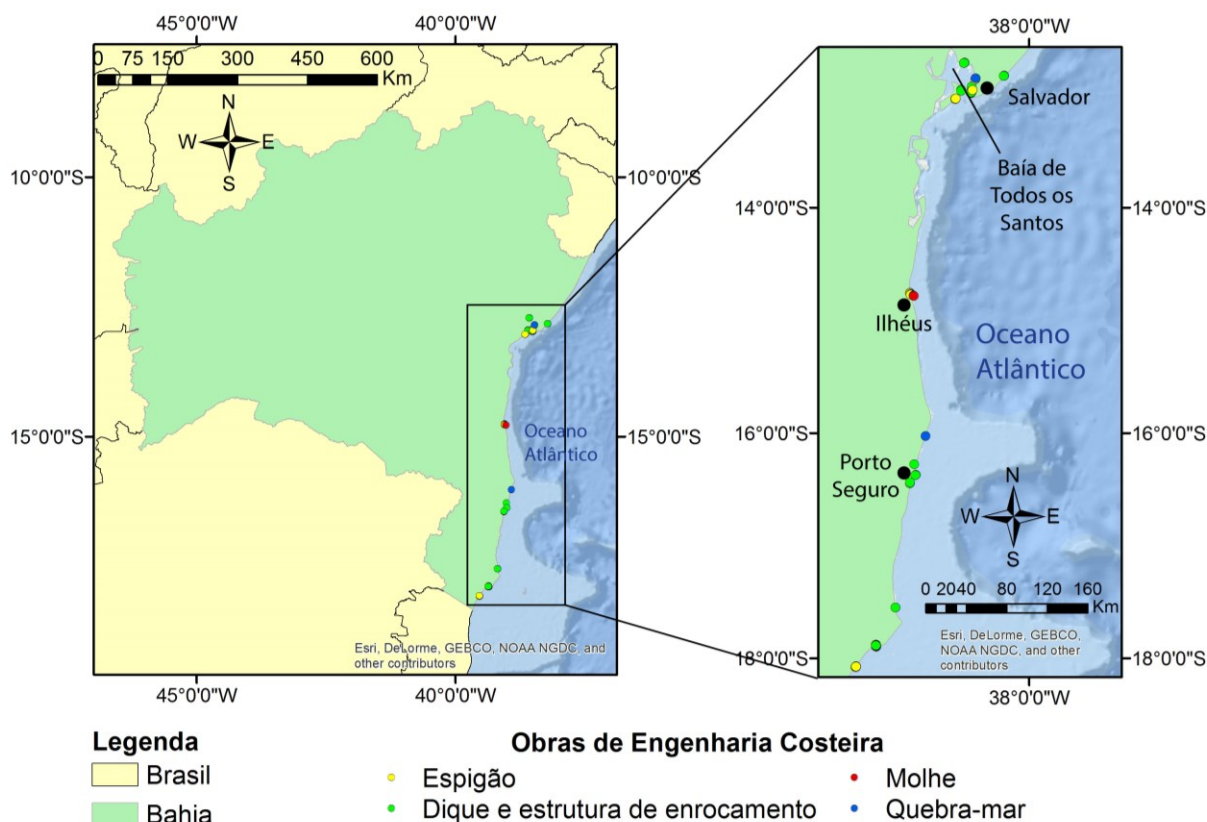 45°0'0"W
40°0'0"W
0 75 150 300 450 600
Km
N
W E
S
10°0'0"S
10°0'0"S
15°0'0"S
15°0'0"S
Oceano
Atlântico
Esri, DeLorme, GEBCO, NOAA NGDC, and
other contributors
45°0'0"W
40°0'0"W
38°0'0"W
Salvador
Baía de
Todos os
Santos
14°0'0"S
14°0'0"S
Ilhéus
Oceano
Atlântico
16°0'0"S
16°0'0"S
Porto
Seguro
N
W E
S
0 20 40 80 120 160
Km
Esri, DeLorme, GEBCO,
NOAA NGDC, and other
contributors
18°0'0"S
18°0'0"S
38°0'0"W
Legenda
Brasil
Bahia
Obras de Engenharia Costeira
Espigão
Molhe
Dique e estrutura de enrocamento
Quebra-mar